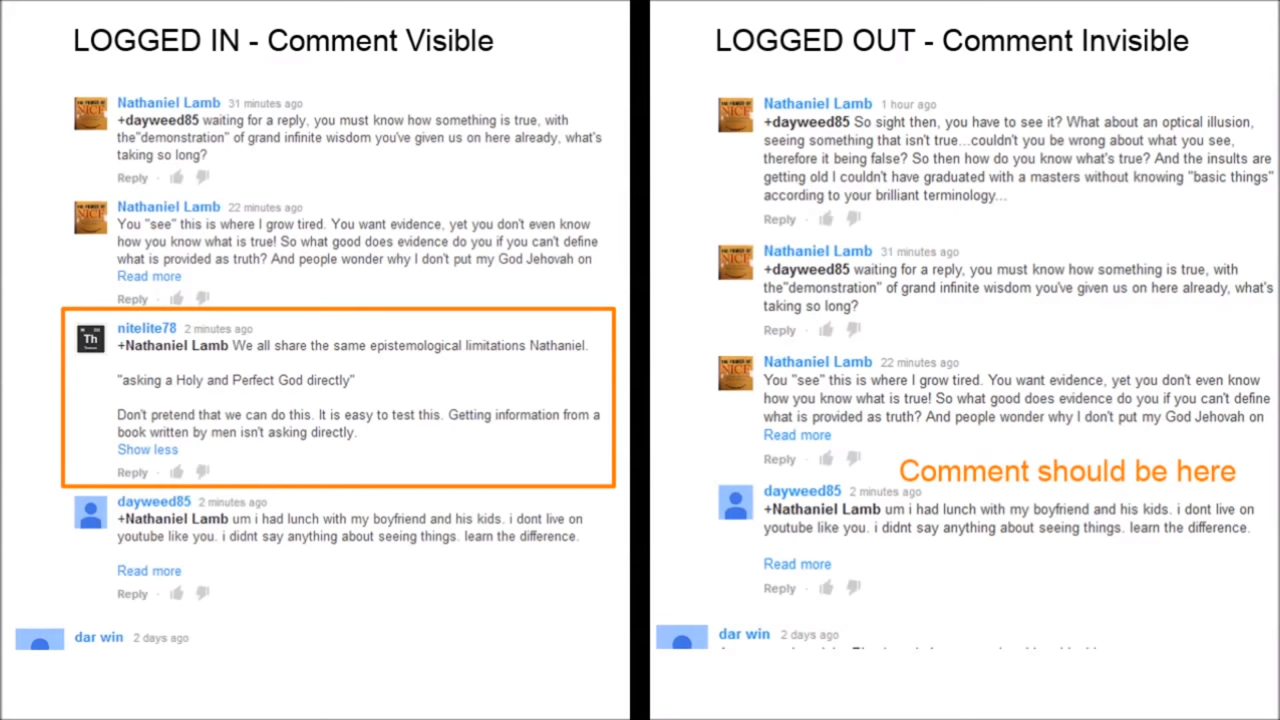 LOGGED IN - Comment Visible
Nathaniel Lamb 31 minutes ago
+dayweed85 waiting for a reply, you must know how something is true, with
the"demonstration" of grand infinite wisdom you've given us on here already, what's
taking so long?
Reply ·
Nathaniel Lamb 22 minutes ago
You "see" this is where I grow tired. You want evidence, yet you don't even know
how you know what is true! So what good does evidence do you if you can't define
what is provided as truth? And people wonder why I don't put my God Jehovah on
Read more
Reply ·
Th
nitelite78 2 minutes ago
+Nathaniel Lamb We all share the same epistemological limitations Nathaniel.
"asking a Holy and Perfect God directly"
Don't pretend that we can do this. It is easy to test this. Getting information from a
book written by men isn't asking directly.
Show less
Reply ·
dayweed85 2 minutes ago
+Nathaniel Lamb um i had lunch with my boyfriend and his kids. i dont live on
youtube like you. i didnt say anything about seeing things. learn the difference.
Read more
Reply ·
dar win 2 days ago
LOGGED OUT - Comment Invisible
Nathaniel Lamb 1 hour ago
+dayweed85 So sight then, you have to see it? What about an optical illusion,
seeing something that isn't true...couldn't you be wrong about what you see,
therefore it being false? So then how do you know what's true? And the insults are
getting old I couldn't have graduated with a masters without knowing "basic things"
according to your brilliant terminology...
Reply ·
Nathaniel Lamb 31 minutes ago
+dayweed85 waiting for a reply, you must know how something is true, with
the"demonstration" of grand infinite wisdom you've given us on here already, what's
taking so long?
Reply ·
Nathaniel Lamb 22 minutes ago
You "see" this is where I grow tired. You want evidence, yet you don't even know
how you know what is true! So what good does evidence do you if you can't define
what is provided as truth? And people wonder why I don't put my God Jehovah on
Read more
Reply ·
Comment should be here
dayweed85 2 minutes ago
+Nathaniel Lamb um i had lunch with my boyfriend and his kids. i dont live on
youtube like you. i didnt say anything about seeing things. learn the difference.
Read more
Reply ·
dar win 2 days ago